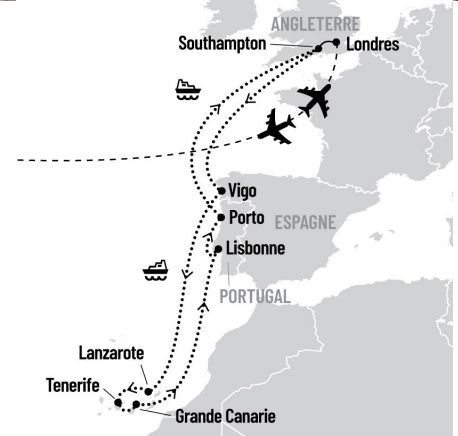 ANGLETERRE
Southampton
Londres
Vigo
Porto
ESPAGNE
Lisbonne
PORTUGAL
Lanzarote
Tenerife
Grande Canarie